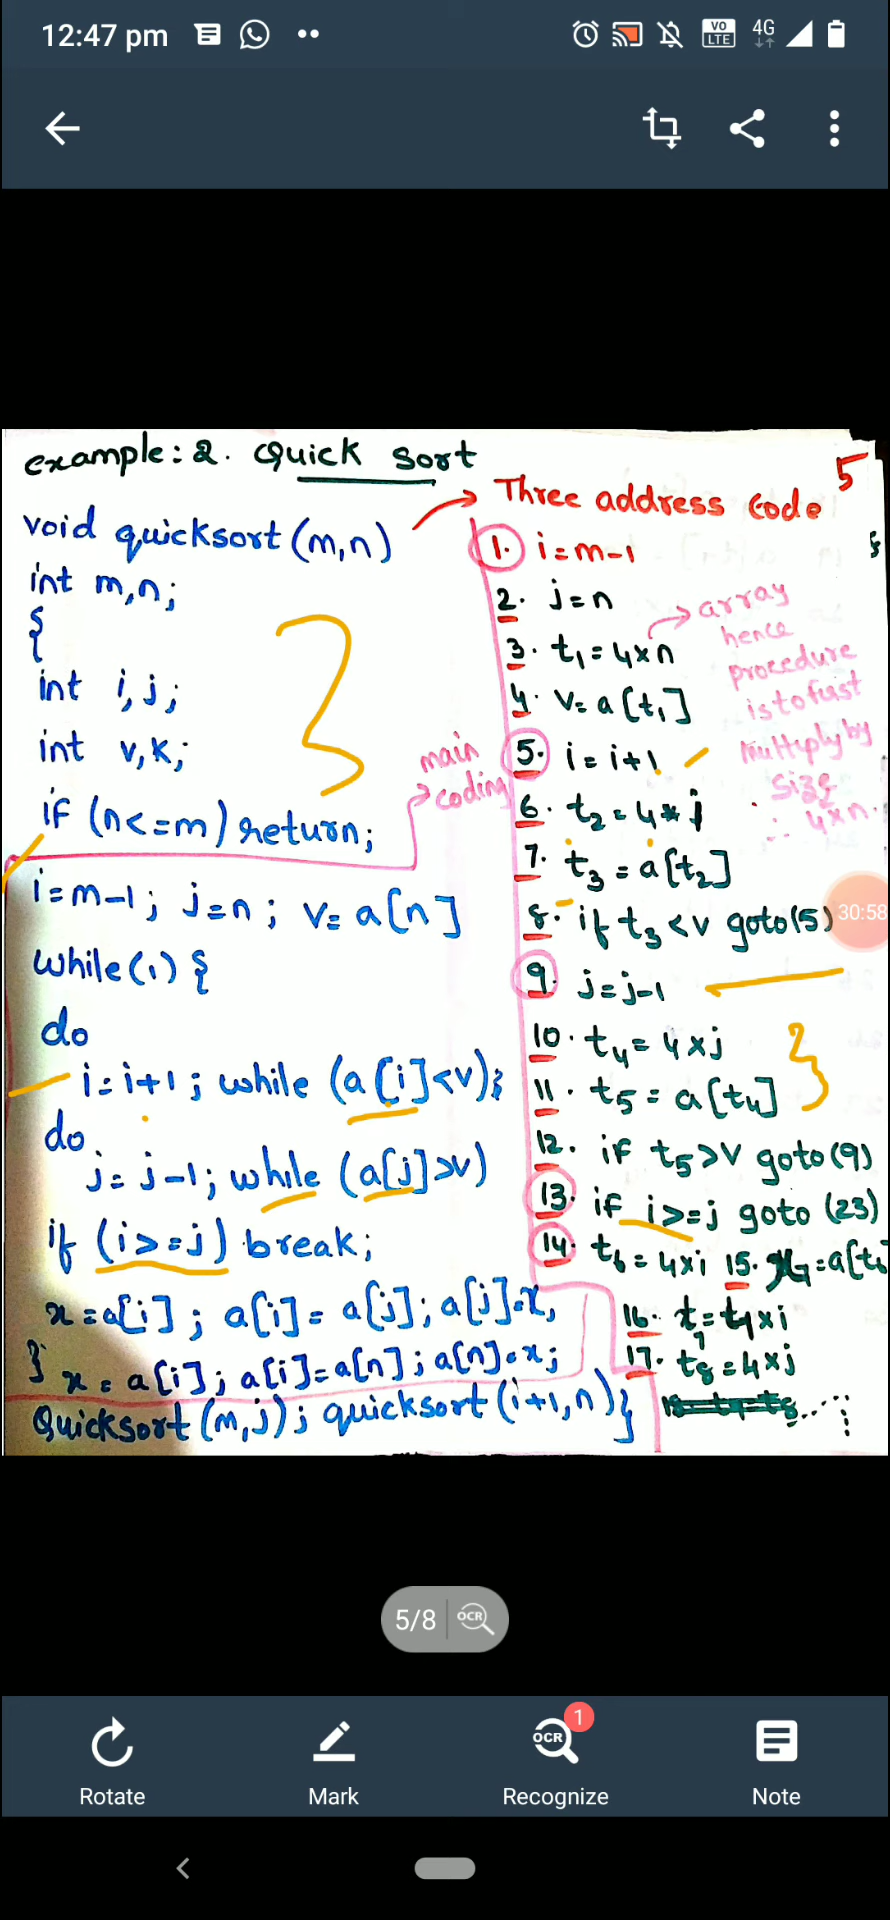 12:47 pm
VO LTE 4G
example: 2. Quick Sort
5
Three address Code
void quicksort (m,n)
int m,n;
{
int i,j;
int v,k;
if (n<=m) return;
main coding
i=m-1; j=n; v= a[n]
while(1) {
do
i=i+1; while (a[i]<v);
do
j=j-1; while (a[j]>v)
if (i>=j) break;
x=a[i]; a[i]= a[j]; a[j]=x,
} x=a[i]; a[i]=a[n]; a[n]=x;
Quicksort (m,j); quicksort (i+1,n)}
1. i=m-1
2. j=n
3. t1=4xn
4. V= a[t1]
5. i=i+1
6. t2=4*j
7. t3=a[t2]
8. if t3<v goto(5)
9. j=j-1
10. t4=4xj
11. t5=a[t4]
12. if t5>v goto(9)
13. if i>=j goto (23)
14. t6=4xi 15.
16.
17. t8=4xj
array
hence
procedure
is to fust
Multiply by
Size
∴ 4xn.
30:58
5/8 OCR
OCR 1
Rotate Mark Recognize Note